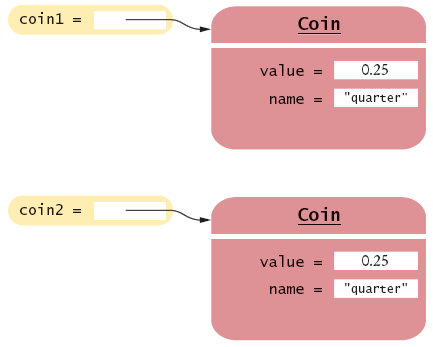 coin1 =
Coin
value = 0.25
name = "quarter"
coin2 =
Coin
value = 0.25
name = "quarter"